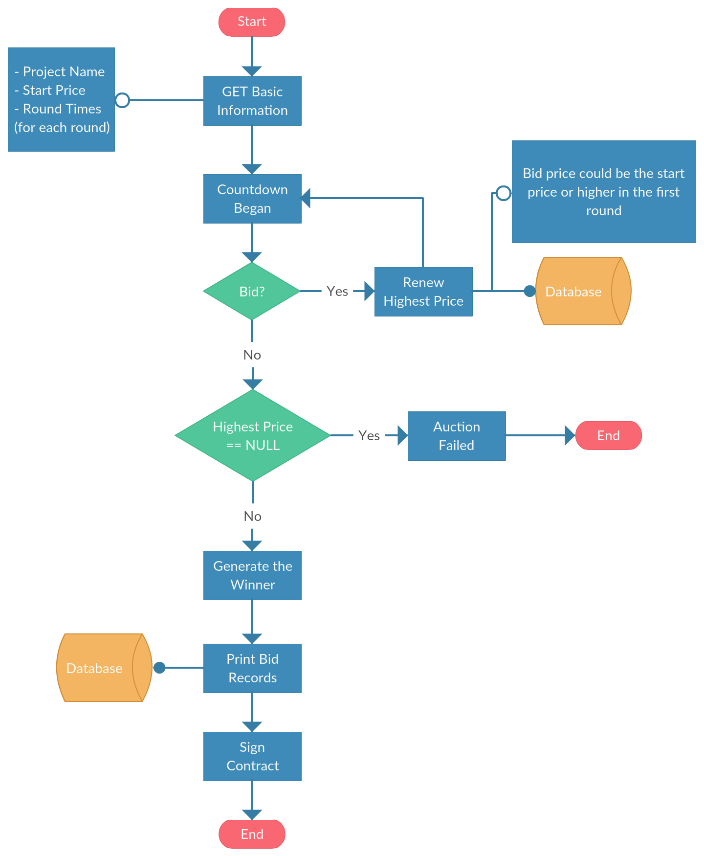 Start
- Project Name
- Start Price
- Round Times
(for each round)
GET Basic
Information
Countdown
Began
Bid price could be the start
price or higher in the first
round
Bid?
Yes
Renew
Highest Price
Database
No
Highest Price
== NULL
Yes
Auction
Failed
End
No
Generate the
Winner
Database
Print Bid
Records
Sign
Contract
End